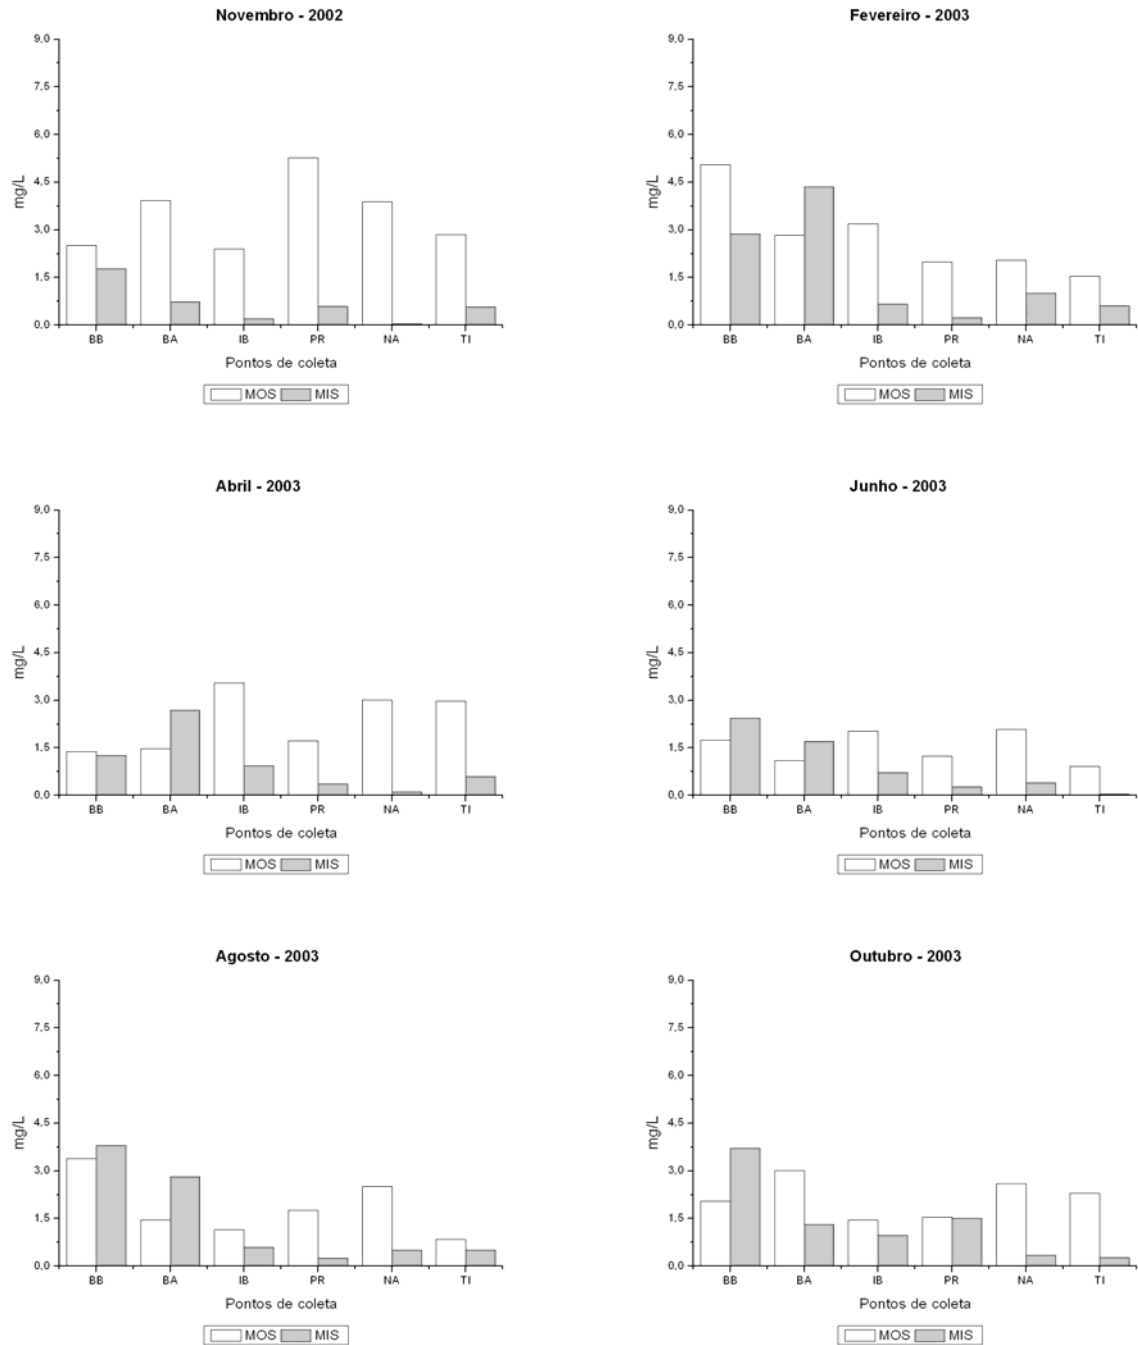 Novembro - 2002
9,0
7,5
6,0
4,5
3,0
1,5
0,0
mg/L
BB BA IB PR NA TI
Pontos de coleta
MOS MIS
Fevereiro - 2003
9,0
7,5
6,0
4,5
3,0
1,5
0,0
mg/L
BB BA IB PR NA TI
Pontos de coleta
MOS MIS
Abril - 2003
9,0
7,5
6,0
4,5
3,0
1,5
0,0
mg/L
BB BA IB PR NA TI
Pontos de coleta
MOS MIS
Junho - 2003
9,0
7,5
6,0
4,5
3,0
1,5
0,0
mg/L
BB BA IB PR NA TI
Pontos de coleta
MOS MIS
Agosto - 2003
9,0
7,5
6,0
4,5
3,0
1,5
0,0
mg/L
BB BA IB PR NA TI
Pontos de coleta
MOS MIS
Outubro - 2003
9,0
7,5
6,0
4,5
3,0
1,5
0,0
mg/L
BB BA IB PR NA TI
Pontos de coleta
MOS MIS